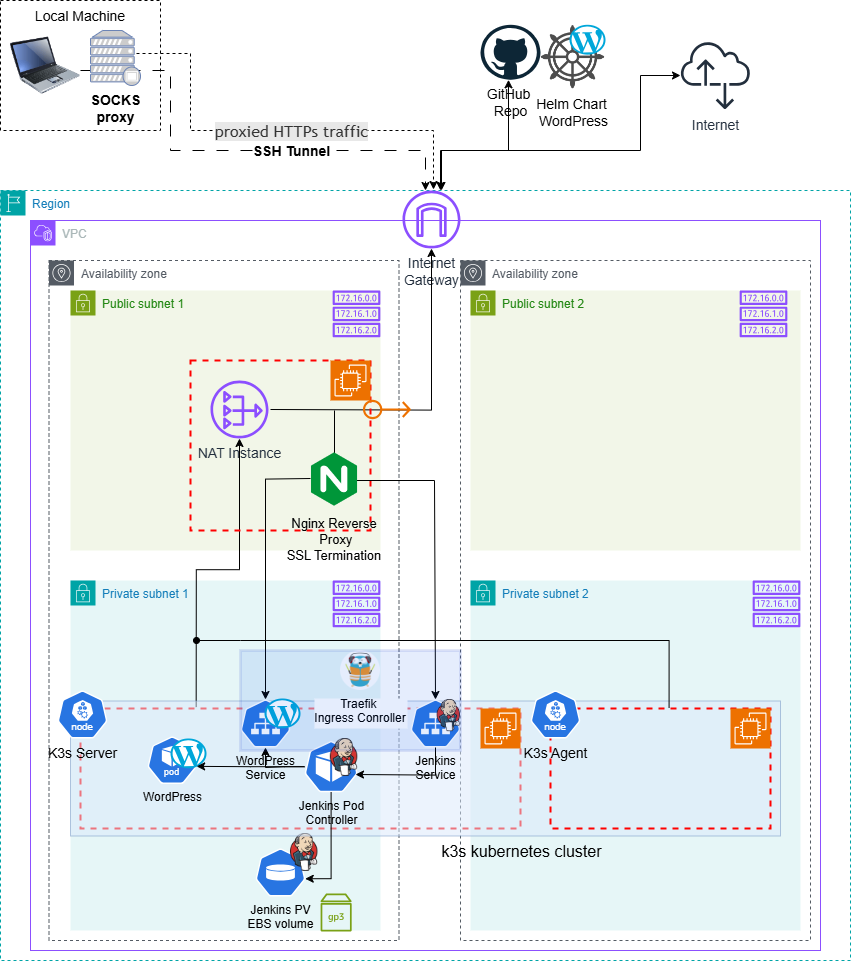 Local Machine
SOCKS
proxy
GitHub
Repo
Helm Chart
WordPress
Internet
proxied HTTPs traffic
SSH Tunnel
Region
VPC
Internet
Gateway
Availability zone
Availability zone
Public subnet 1
172.16.0.0
172.16.1.0
172.16.2.0
Public subnet 2
172.16.0.0
172.16.1.0
172.16.2.0
NAT Instance
N
Nginx Reverse
Proxy
SSL Termination
Private subnet 1
172.16.0.0
172.16.1.0
172.16.2.0
Private subnet 2
172.16.0.0
172.16.1.0
172.16.2.0
Traefik
Ingress Conroller
node
K3s Server
node
K3s Agent
WordPress
Service
Jenkins
Service
pod
WordPress
Jenkins Pod
Controller
k3s kubernetes cluster
Jenkins PV
EBS volume
gp3